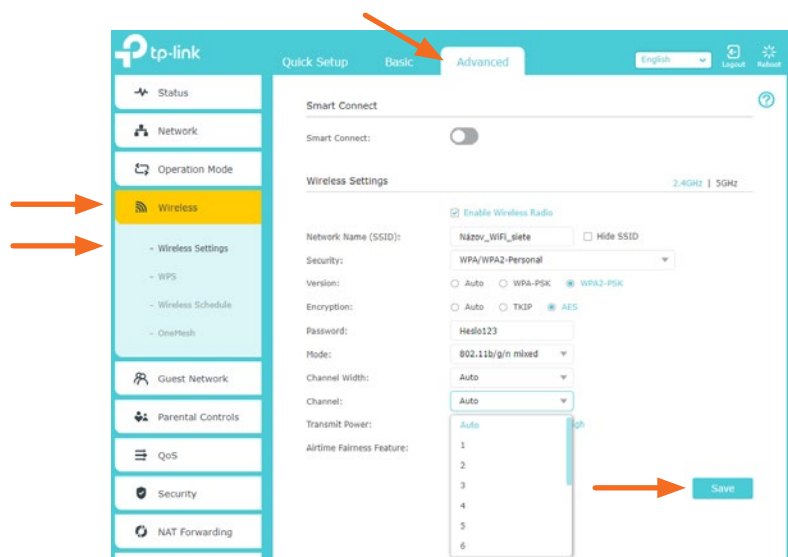 tp-link
Quick Setup Basic Advanced
English Logout Reboot
Status
Network
Operation Mode
Wireless
- Wireless Settings
- WPS
- Wireless Schedule
- OneMesh
Guest Network
Parental Controls
QoS
Security
NAT Forwarding
Smart Connect
Smart Connect:
Wireless Settings 2.4GHz | 5GHz
Enable Wireless Radio
Network Name (SSID): Názov_WiFi_siete Hide SSID
Security: WPA/WPA2-Personal
Version: Auto WPA-PSK WPA2-PSK
Encryption: Auto TKIP AES
Password: Heslo123
Mode: 802.11b/g/n mixed
Channel Width: Auto
Channel: Auto
Transmit Power:
Airtime Fairness Feature:
Auto
1
2
3
4
5
6
Save